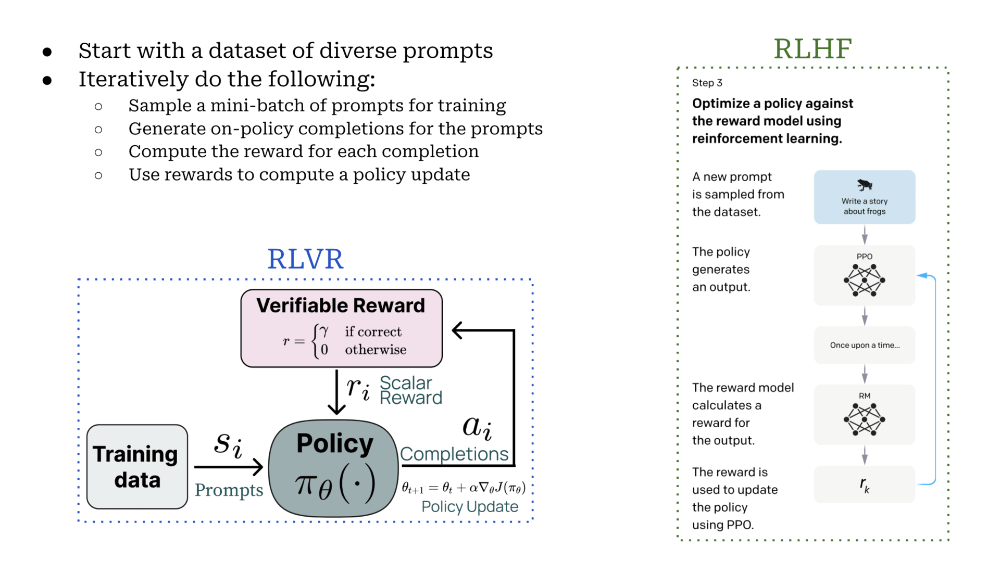 ● Start with a dataset of diverse prompts
● Iteratively do the following:
○ Sample a mini-batch of prompts for training
○ Generate on-policy completions for the prompts
○ Compute the reward for each completion
○ Use rewards to compute a policy update
RLVR
Verifiable Reward
r = { γ if correct
0 otherwise
r_i Scalar
Reward
Training
data
s_i
Prompts
Policy
π_θ(·)
a_i
Completions
θ_{t+1} = θ_t + α∇_θJ(π_θ)
Policy Update
RLHF
Step 3
Optimize a policy against
the reward model using
reinforcement learning.
A new prompt
is sampled from
the dataset.
Write a story
about frogs
The policy
generates
an output.
PPO
Once upon a time...
The reward model
calculates a
reward for
the output.
RM
The reward is
used to update
the policy
using PPO.
r_k